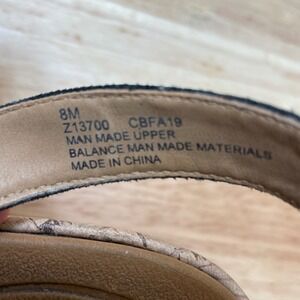 8M
Z13700 CBFA19
MAN MADE UPPER
BALANCE MAN MADE MATERIALS
MADE IN CHINA